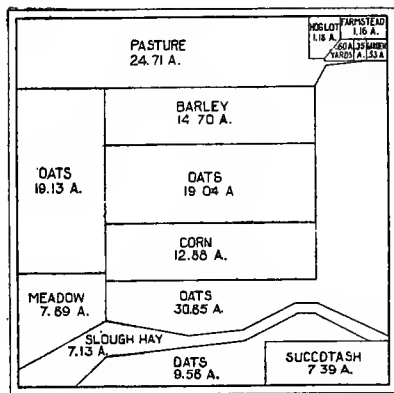 PASTURE
24.71 A.
HOG LOT
1.18 A.
FARMSTEAD
1.16 A.
.60 A.
YARDS
.35
A.
GARDEN
.53 A
BARLEY
14 70 A.
OATS
19.13 A.
OATS
19 04 A
CORN
12.88 A.
MEADOW
7.89 A.
OATS
30.85 A.
SLOUGH HAY
7.13 A.
OATS
9.58 A.
SUCCOTASH
7 39 A.